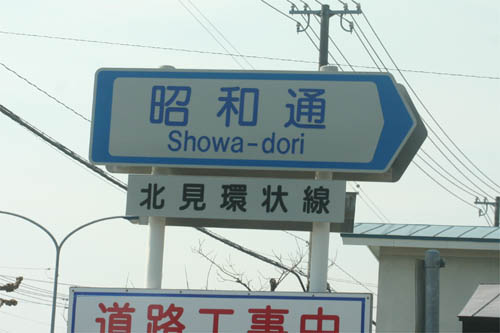 昭和通
Showa-dori
北見環状線
道路工事中